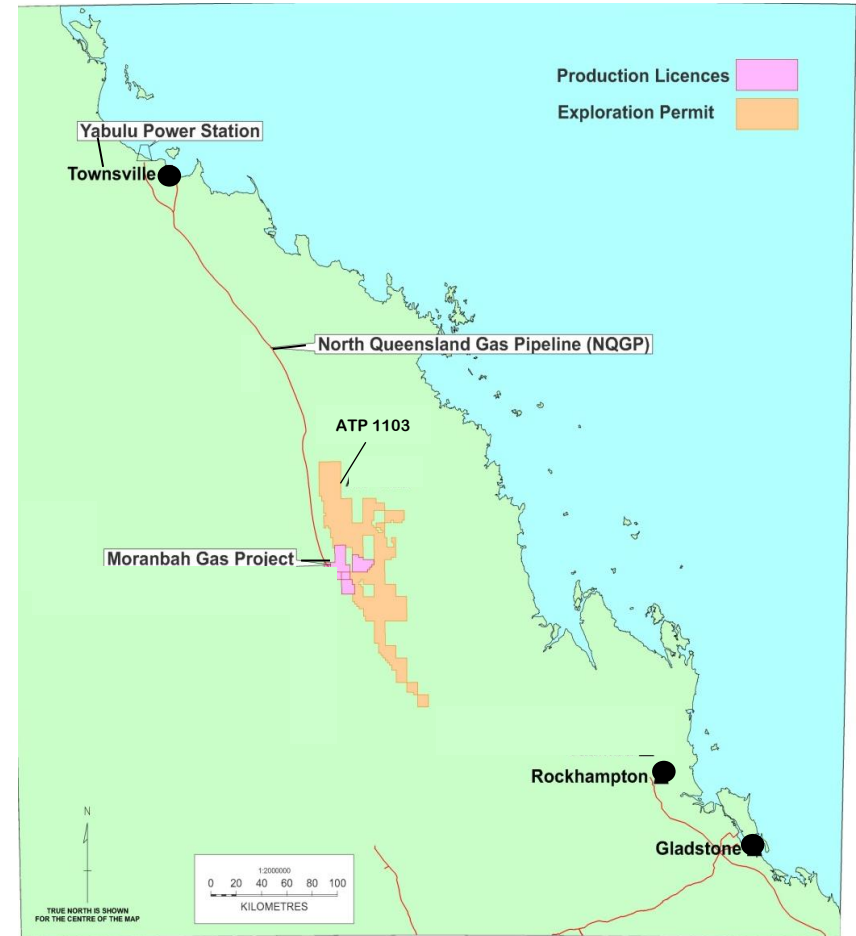 Production Licences
Exploration Permit
Yabulu Power Station
Townsville
North Queensland Gas Pipeline (NQGP)
ATP 1103
Moranbah Gas Project
Rockhampton
Gladstone
N
TRUE NORTH IS SHOWN
FOR THE CENTRE OF THE MAP
1:2000000
0 20 40 60 80 100
KILOMETRES